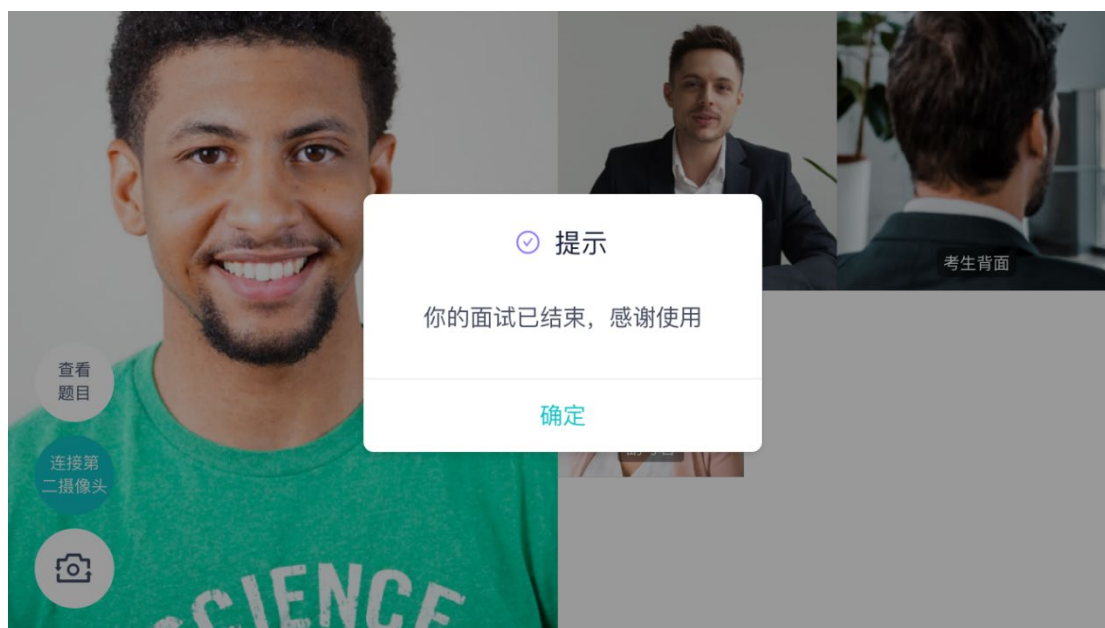 提示
你的面试已结束，感谢使用
确定
考生背面
查看
题目
连接第
二摄像头
SCIENCE